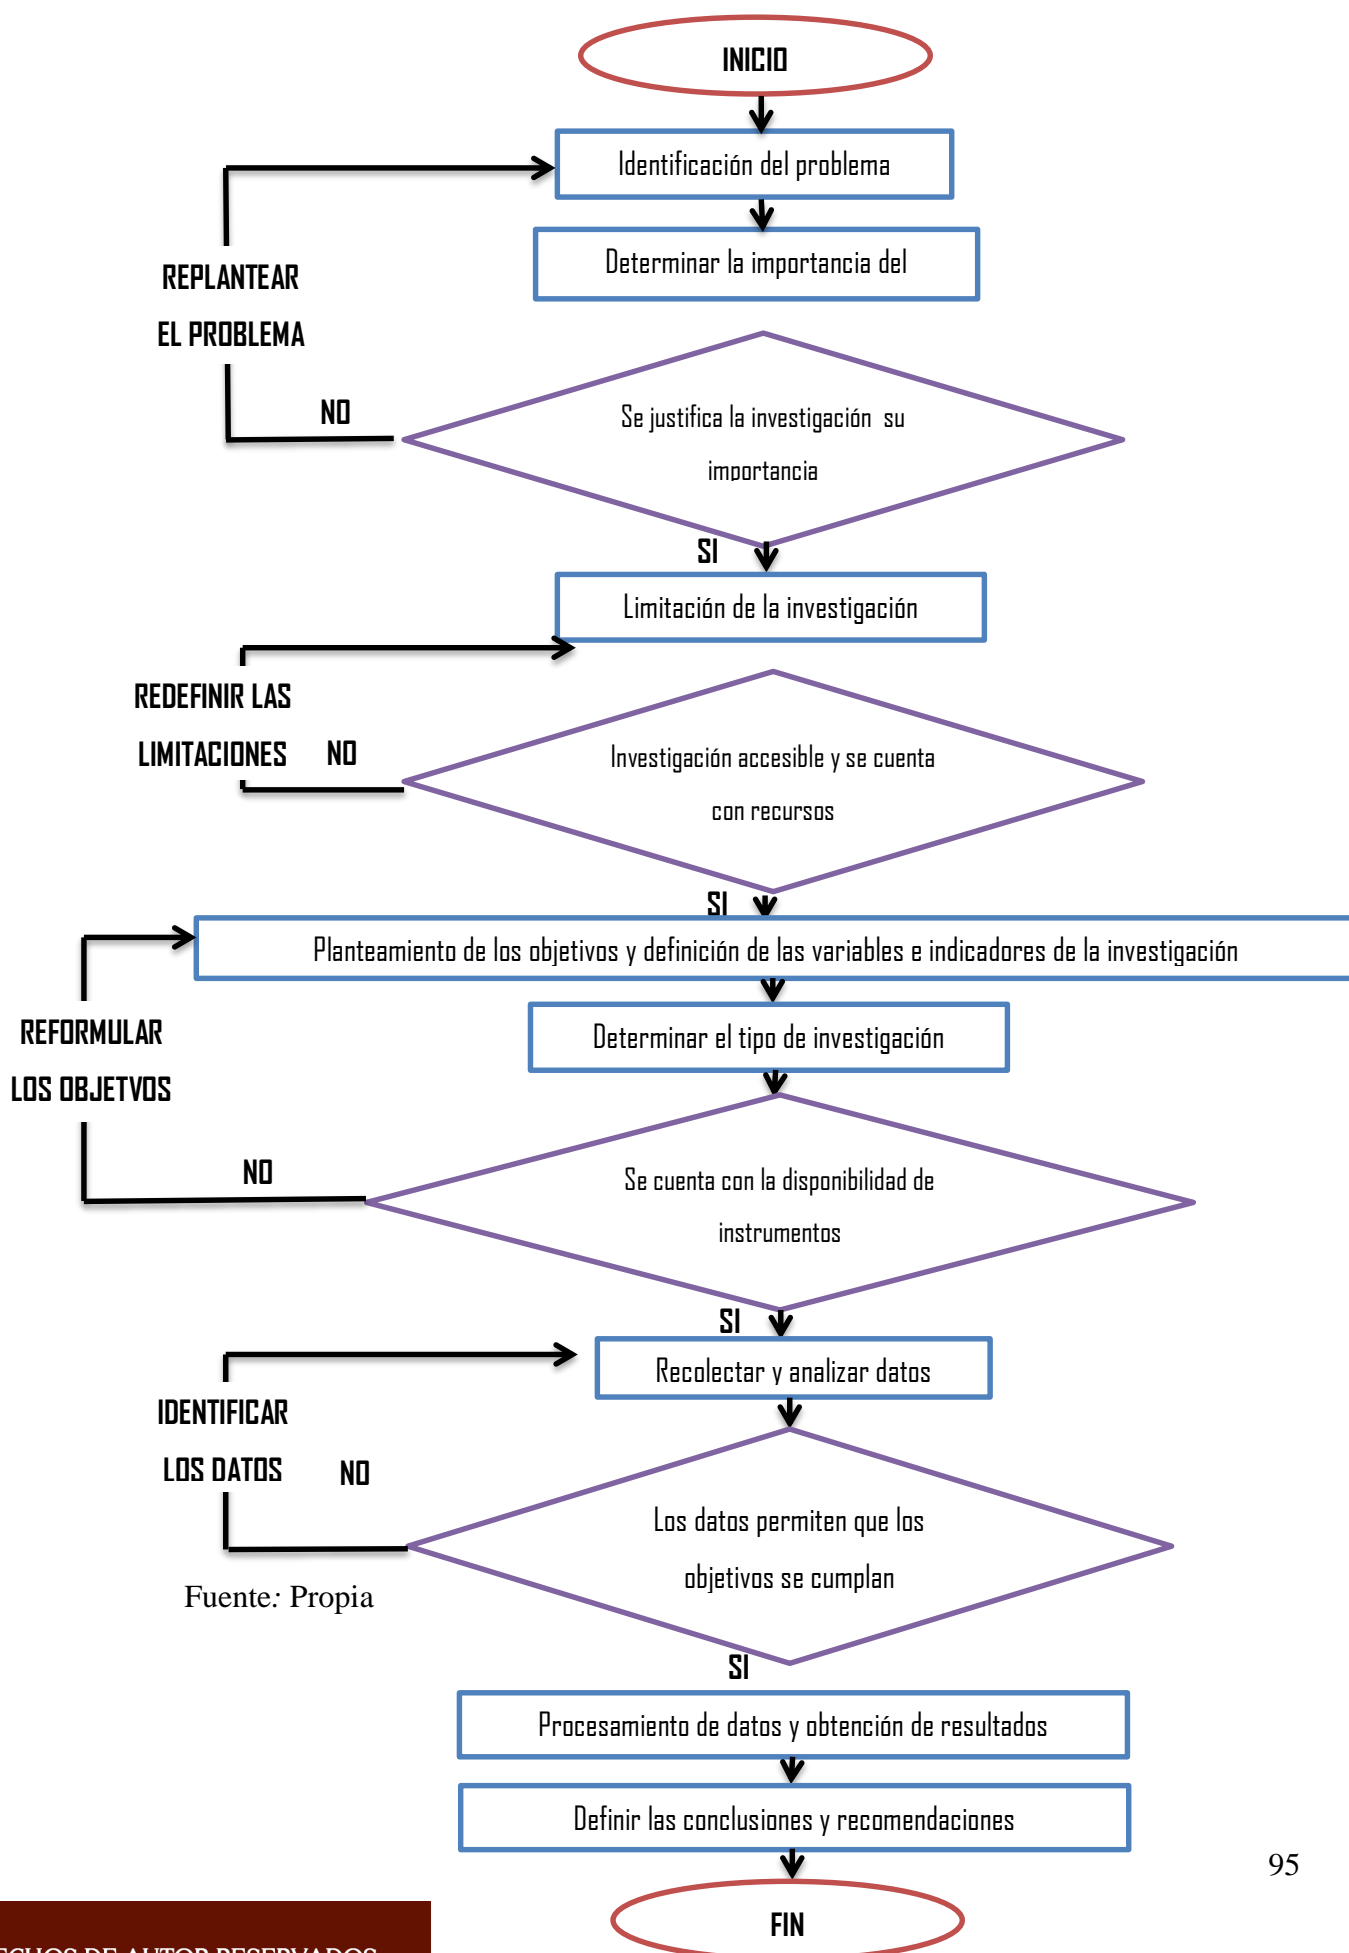 INICIO
Identificación del problema
Determinar la importancia del
REPLANTEAR
EL PROBLEMA
NO
Se justifica la investigación su
importancia
SI
Limitación de la investigación
REDEFINIR LAS
LIMITACIONES NO
Investigación accesible y se cuenta
con recursos
SI
Planteamiento de los objetivos y definición de las variables e indicadores de la investigación
REFORMULAR
LOS OBJETVOS
Determinar el tipo de investigación
NO
Se cuenta con la disponibilidad de
instrumentos
SI
Recolectar y analizar datos
IDENTIFICAR
LOS DATOS NO
Los datos permiten que los
objetivos se cumplan
Fuente: Propia
SI
Procesamiento de datos y obtención de resultados
Definir las conclusiones y recomendaciones
95
FIN
DE AUTOR RESERVADOS